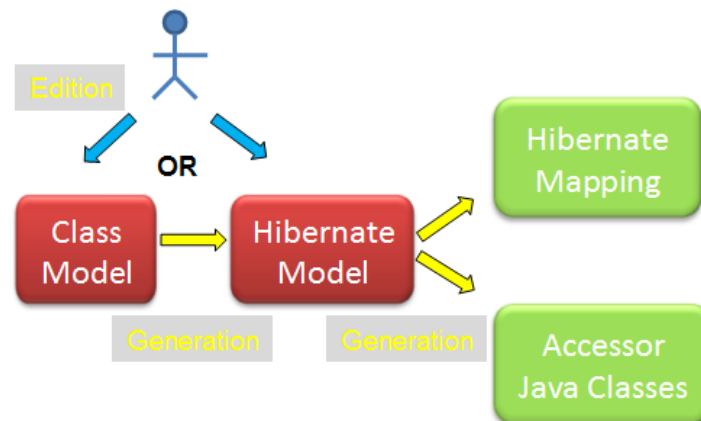 Edition
OR
Class
Model
Hibernate
Model
Hibernate
Mapping
Generation
Generation
Accessor
Java Classes